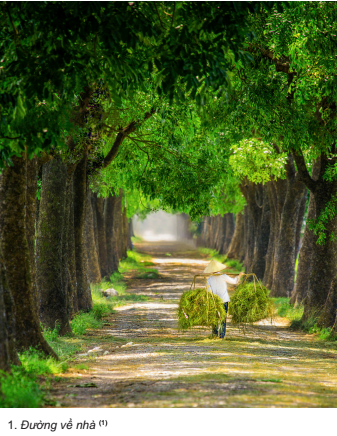 1. Đường về nhà (1)